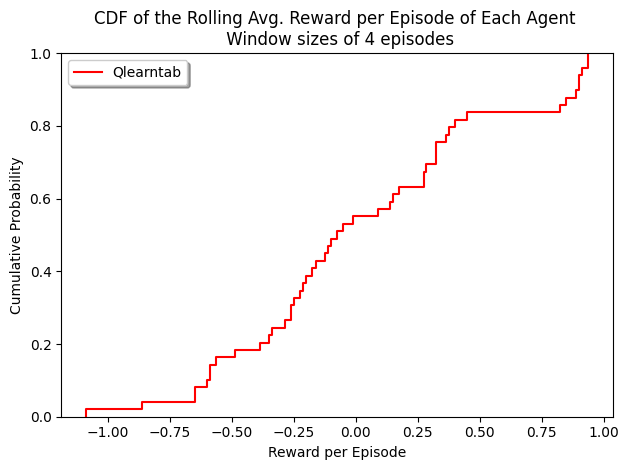 CDF of the Rolling Avg. Reward per Episode of Each Agent
Window sizes of 4 episodes
Qlearntab
Cumulative Probability
1.0
0.8
0.6
0.4
0.2
0.0
−1.00 −0.75 −0.50 −0.25 0.00 0.25 0.50 0.75 1.00
Reward per Episode